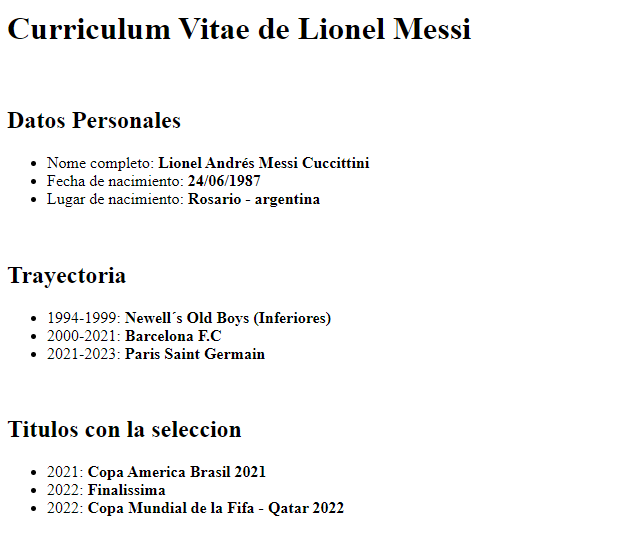 Curriculum Vitae de Lionel Messi
Datos Personales
• Nome completo: Lionel Andrés Messi Cuccittini
• Fecha de nacimiento: 24/06/1987
• Lugar de nacimiento: Rosario - argentina
Trayectoria
• 1994-1999: Newell´s Old Boys (Inferiores)
• 2000-2021: Barcelona F.C
• 2021-2023: Paris Saint Germain
Titulos con la seleccion
• 2021: Copa America Brasil 2021
• 2022: Finalissima
• 2022: Copa Mundial de la Fifa - Qatar 2022